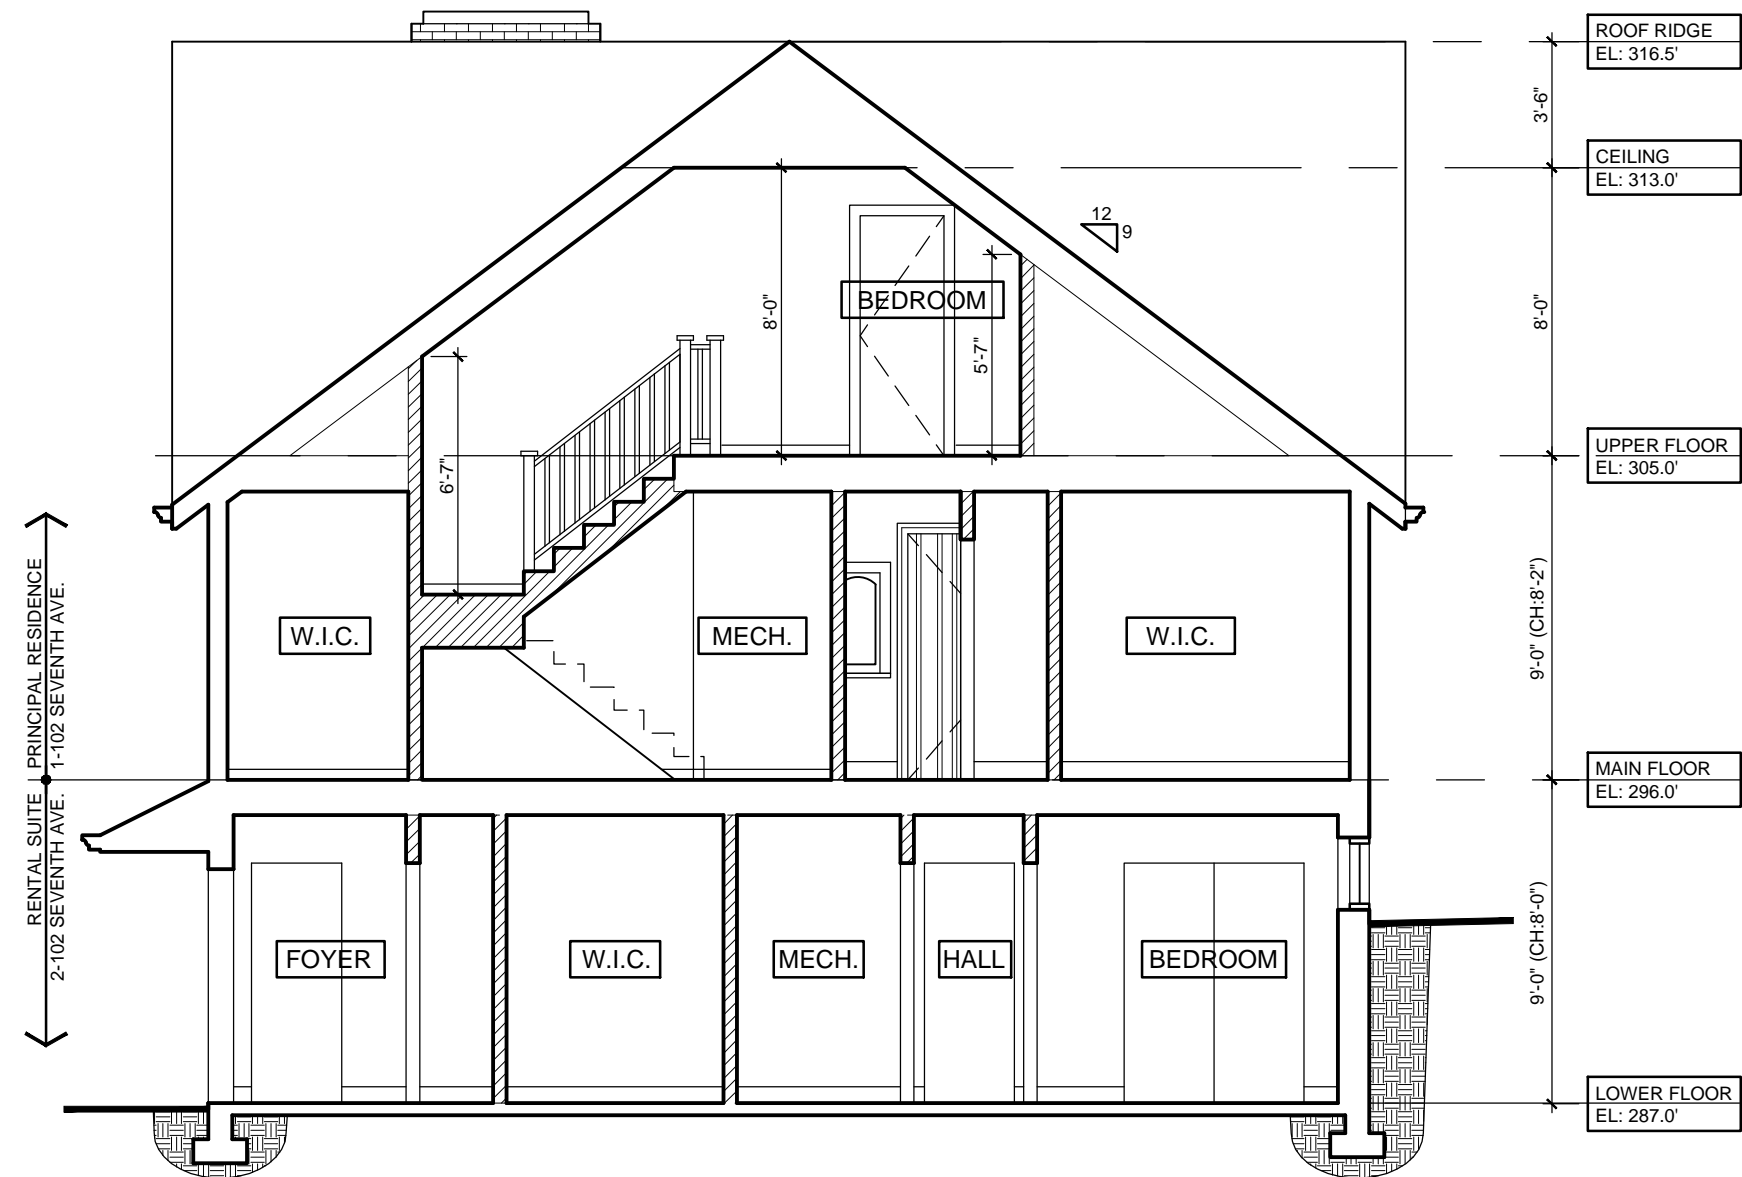 ROOF RIDGE
EL: 316.5'
3'-6"
CEILING
EL: 313.0'
12
9
BEDROOM
8'-0"
8'-0"
5'-7"
6'-7"
UPPER FLOOR
EL: 305.0'
PRINCIPAL RESIDENCE
1-102 SEVENTH AVE.
W.I.C.
MECH.
W.I.C.
9'-0" (CH:8'-2")
MAIN FLOOR
EL: 296.0'
RENTAL SUITE
2-102 SEVENTH AVE.
FOYER
W.I.C.
MECH.
HALL
BEDROOM
9'-0" (CH:8'-0")
LOWER FLOOR
EL: 287.0'